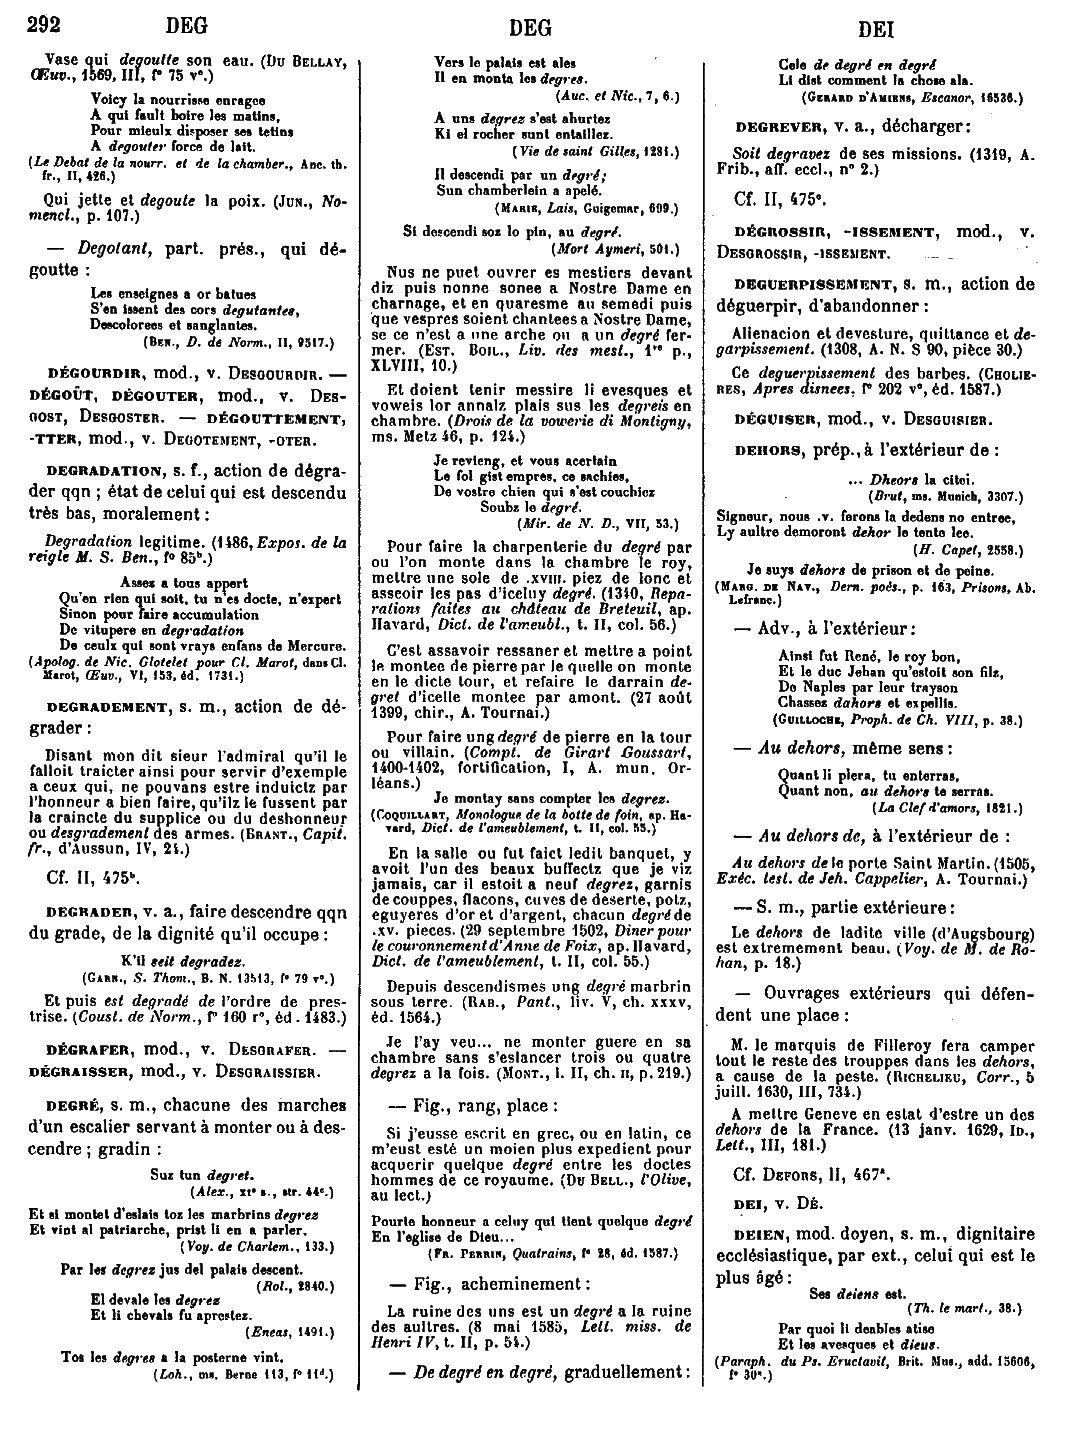 292 DEG DEG DEI
Vase qui degoutte son eau. (DU BELLAY,
Œuv., 1569, III, f° 75 v°.)
Voicy la nourrisse enragee
A qui fault boire les matins,
Pour mieulx disposer ses tetins
A degouter force de lait.
(Le Debat de la nourr. et de la chamber., Anc. th.
fr., II, 426.)
Qui jette et degoute la poix. (JUN., No-
mencl., p. 107.)
— Degotant, part. prés., qui dé-
goutte :
Les enseignes a or batues
S'en issent des cors degutantes,
Descolorees et sanglantes.
(BEN., D. de Norm., II, 9317.)
DÉGOURDIR, mod., v. DESGOURDIR. —
DÉGOÛT, DÉGOUTER, mod., v. DES-
GOST, DESGOSTER. — DÉGOUTTEMENT,
-TTER, mod., v. DEGOTEMENT, -OTER.
DEGRADATION, s. f., action de dégra-
der qqn ; état de celui qui est descendu
très bas, moralement :
Degradation legitime. (1486, Expos. de la
reigle M. S. Ben., f° 85ᵇ.)
Assez a tous appert
Qu'en rien qui soit, tu n'es docte, n'expert
Sinon pour faire accumulation
De vitupere en degradation
De ceulx qui sont vrays enfans de Mercure.
(Apolog. de Nic. Glotelet pour Cl. Marot, dans Cl.
Marot, Œuv., VI, 153, éd. 1731.)
DEGRADEMENT, s. m., action de dé-
grader :
Disant mon dit sieur l'admiral qu'il le
falloit traicter ainsi pour servir d'exemple
a ceux qui, ne pouvans estre induictz par
l'honneur a bien faire, qu'ilz le fussent par
la craincte du supplice ou du deshonneur
ou desgradement des armes. (BRANT., Capit.
fr., d'Aussun, IV, 24.)
Cf. II, 475ᵇ.
DEGRADER, v. a., faire descendre qqn
du grade, de la dignité qu'il occupe :
K'il seit degradez.
(GARN., S. Thom., B. N. 13513, f° 79 v°.)
Et puis est degradé de l'ordre de pres-
trise. (Coust. de Norm., f° 160 r°, éd. 1483.)
DÉGRAFER, mod., v. DESGRAFER. —
DÉGRAISSER, mod., v. DESGRAISSIER.
DEGRÉ, s. m., chacune des marches
d'un escalier servant à monter ou à des-
cendre ; gradin :
Suz tun degret.
(Alex., XIᵉ s., str. 44ᵉ.)
Et si montet d'eslais toz les marbrins degrez
Et vint al patriarche, prist li en a parler.
(Voy. de Charlem., 133.)
Par les degrez jus del palais descent.
(Rol., 2840.)
El devale les degrez
Et li chevals fu aprestez.
(Eneas, 1491.)
Tos les degres a la posterne vint.
(Loh., ms. Berne 113, f° 11ᵈ.)
Vers le palais est ales
Il en monta les degres.
(Auc. et Nic., 7, 6.)
A uns degrez s'est ahurtez
Ki el rocher sunt entaillez.
(Vie de saint Gilles, 1281.)
Il descendi par un degré;
Sun chamberlein a apelé.
(MARIE, Lais, Guigemar, 699.)
Si descendi soz lo pin, au degré.
(Mort Aymeri, 501.)
Nus ne puet ouvrer es mestiers devant
diz puis nonne sonee a Nostre Dame en
charnage, et en quaresme au semedi puis
que vespres soient chantees a Nostre Dame,
se ce n'est a une arche ou a un degré fer-
mer. (EST. BOIL., Liv. des mest., 1ʳᵉ p.,
XLVIII, 10.)
Et doient tenir messire li evesques et
voweis lor annalz plais sus les degreis en
chambre. (Drois de la vowerie di Montigny,
ms. Metz 46, p. 124.)
Je revieng, et vous acertain
Le fol gist empres, ce sachies,
De vostre chien qui s'est couchiez
Soubz le degré.
(Mir. de N. D., VII, 53.)
Pour faire la charpenterie du degré par
ou l'on monte dans la chambre le roy,
mettre une sole de .XVIII. piez de lonc et
asseoir les pas d'iceluy degré. (1340, Repa-
rations faites au château de Breteuil, ap.
Havard, Dict. de l'ameubl., t. II, col. 56.)
C'est assavoir ressaner et mettre a point
le montee de pierre par le quelle on monte
en le dicte tour, et refaire le darrain de-
gret d'icelle montee par amont. (27 août
1399, chir., A. Tournai.)
Pour faire ung degré de pierre en la tour
ou villain. (Compt. de Girart Goussart,
1400-1402, fortification, I, A. mun. Or-
léans.)
Je montay sans compter les degrez.
(COQUILLART, Monologue de la botte de foin, ap. Ha-
vard, Dict. de l'ameublement, t. II, col. 55.)
En la salle ou fut faict ledit banquet, y
avoit l'un des beaux buffectz que je viz
jamais, car il estoit a neuf degrez, garnis
de couppes, flacons, cuves de deserte, potz,
eguyeres d'or et d'argent, chacun degré de
.XV. pieces. (29 septembre 1502, Diner pour
le couronnement d'Anne de Foix, ap. Havard,
Dict. de l'ameublement, t. II, col. 55.)
Depuis descendismes ung degré marbrin
sous terre. (RAB., Pant., liv. V, ch. XXXV,
éd. 1564.)
Je l'ay veu... ne monter guere en sa
chambre sans s'eslancer trois ou quatre
degrez a la fois. (MONT., l. II, ch. II, p. 219.)
— Fig., rang, place :
Si j'eusse escrit en grec, ou en latin, ce
m'eust esté un moien plus expedient pour
acquerir quelque degré entre les doctes
hommes de ce royaume. (DU BELL., l'Olive,
au lect.)
Pourte honneur a celuy qui tient quelque degré
En l'eglise de Dieu...
(FR. PERRIN, Quatrains, f° 28, éd. 1587.)
— Fig., acheminement :
La ruine des uns est un degré a la ruine
des aultres. (8 mai 1585, Lett. miss. de
Henri IV, t. II, p. 54.)
— De degré en degré, graduellement :
Cele de degré en degré
Li dist comment la chose ala.
(GERARD D'AMIENS, Escanor, 16536.)
DEGREVER, v. a., décharger :
Soit degravez de ses missions. (1319, A.
Frib., aff. eccl., n° 2.)
Cf. II, 475ᵉ.
DÉGROSSIR, -ISSEMENT, mod., v.
DESGROSSIR, -ISSEMENT.
DEGUERPISSEMENT, s. m., action de
déguerpir, d'abandonner :
Alienacion et devesture, quittance et de-
garpissement. (1308, A. N. S 90, pièce 30.)
Ce deguerpissement des barbes. (CHOLIE-
RES, Apres disnees, f° 202 v°, éd. 1587.)
DÉGUISER, mod., v. DESGUISIER.
DEHORS, prép., à l'extérieur de :
... Dheors la citei.
(Brut, ms. Munich, 3307.)
Signeur, nous .v. ferons la dedens no entree,
Ly aultre demoront dehor le tente lee.
(H. Capet, 2558.)
Je suys dehors de prison et de peine.
(MARG. DE NAV., Dern. poés., p. 163, Prisons, Ab.
Lefranc.)
— Adv., à l'extérieur :
Ainsi fut René, le roy bon,
Et le duc Jehan qu'estoit son filz,
De Naples par leur trayson
Chassez dahors et expellis.
(GUILLOCHE, Proph. de Ch. VIII, p. 38.)
— Au dehors, même sens :
Quant li plera, tu enterras,
Quant non, au dehors te serras.
(La Clef d'amors, 1821.)
— Au dehors de, à l'extérieur de :
Au dehors de le porte Saint Martin. (1505,
Exéc. test. de Jeh. Cappelier, A. Tournai.)
— S. m., partie extérieure :
Le dehors de ladite ville (d'Augsbourg)
est extremement beau. (Voy. de M. de Ro-
han, p. 18.)
— Ouvrages extérieurs qui défen-
dent une place :
M. le marquis de Filleroy fera camper
tout le reste des trouppes dans les dehors,
a cause de la peste. (RICHELIEU, Corr., 5
juill. 1630, III, 734.)
A mettre Geneve en estat d'estre un des
dehors de la France. (13 janv. 1629, ID.,
Lett., III, 181.)
Cf. DEFORS, II, 467ᵃ.
DEI, v. DÉ.
DEIEN, mod. doyen, s. m., dignitaire
ecclésiastique, par ext., celui qui est le
plus âgé :
Ses deiens est.
(Th. le mart., 38.)
Par quoi li deables atise
Et les avesques et dieus.
(Paraph. du Ps. Eructavit, Brit. Mus., add. 15606,
f° 30ᵃ.)